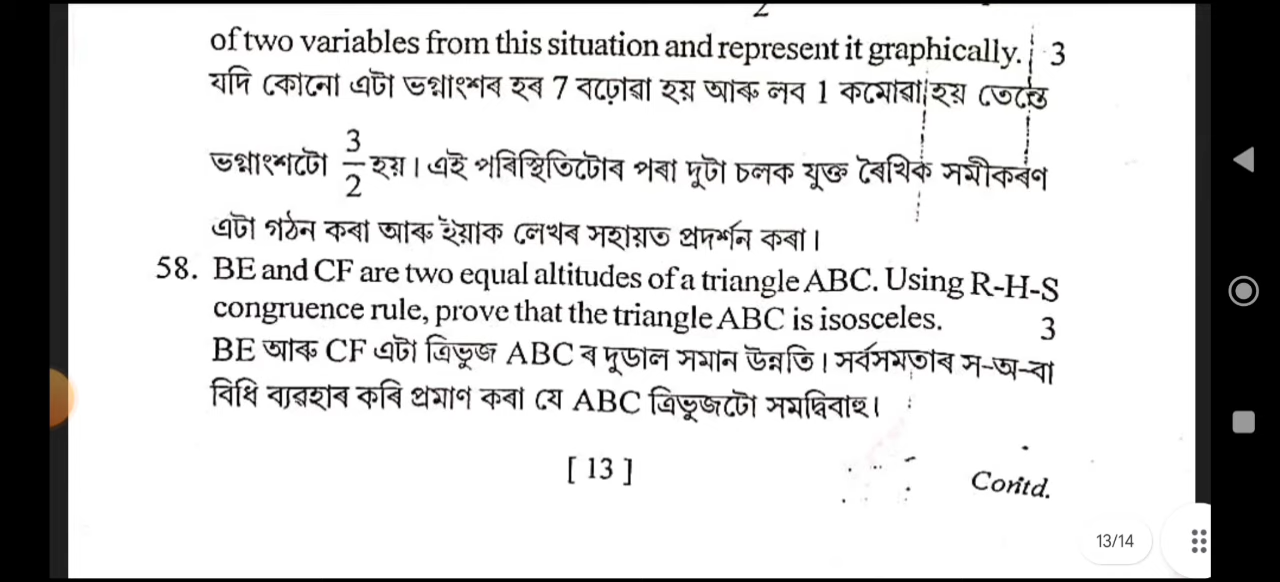 2
of two variables from this situation and represent it graphically. 3
যদি কোনো এটা ভগ্নাংশৰ হৰ 7 বঢ়োৱা হয় আৰু লব 1 কমোৱা হয় তেন্তে
ভগ্নাংশটো 3/2 হয়। এই পৰিস্থিতিটোৰ পৰা দুটা চলক যুক্ত ৰৈখিক সমীকৰণ
এটা গঠন কৰা আৰু ইয়াক লেখৰ সহায়ত প্ৰদৰ্শন কৰা।
58. BE and CF are two equal altitudes of a triangle ABC. Using R-H-S
congruence rule, prove that the triangle ABC is isosceles. 3
BE আৰু CF এটা ত্ৰিভুজ ABC ৰ দুডাল সমান উন্নতি। সৰ্বসমতাৰ স-অ-বা
বিধি ব্যৱহাৰ কৰি প্ৰমাণ কৰা যে ABC ত্ৰিভুজটো সমদ্বিবাহু।
[ 13 ]
Contd.
13/14